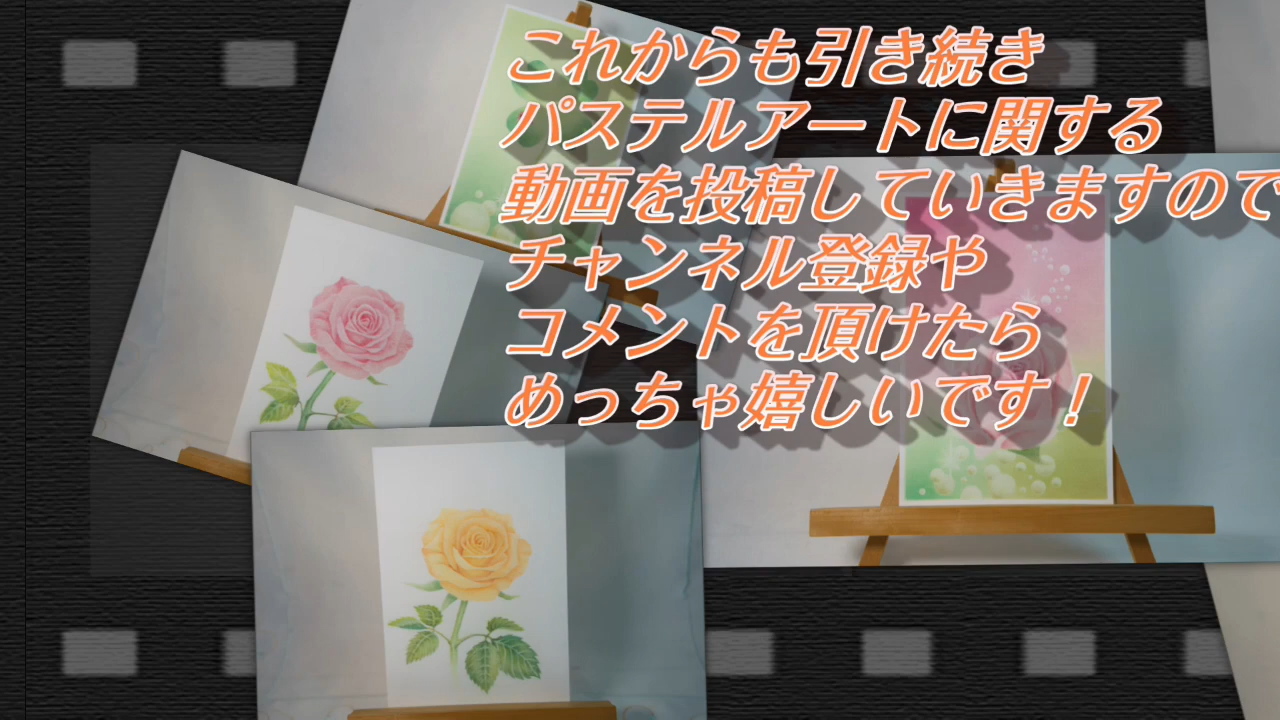 これからも引き続き
パステルアートに関する
動画を投稿していきますので
チャンネル登録や
コメントを頂けたら
めっちゃ嬉しいです！